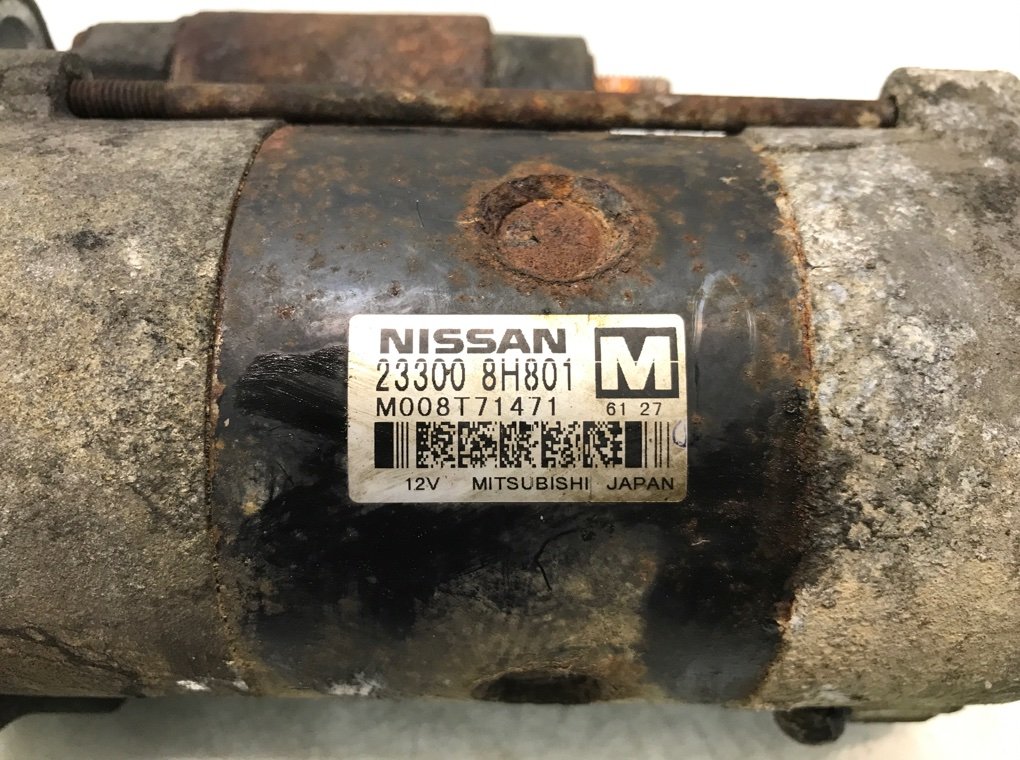 NISSAN
23300 8H801
M
M008T71471
61 27
12V MITSUBISHI JAPAN